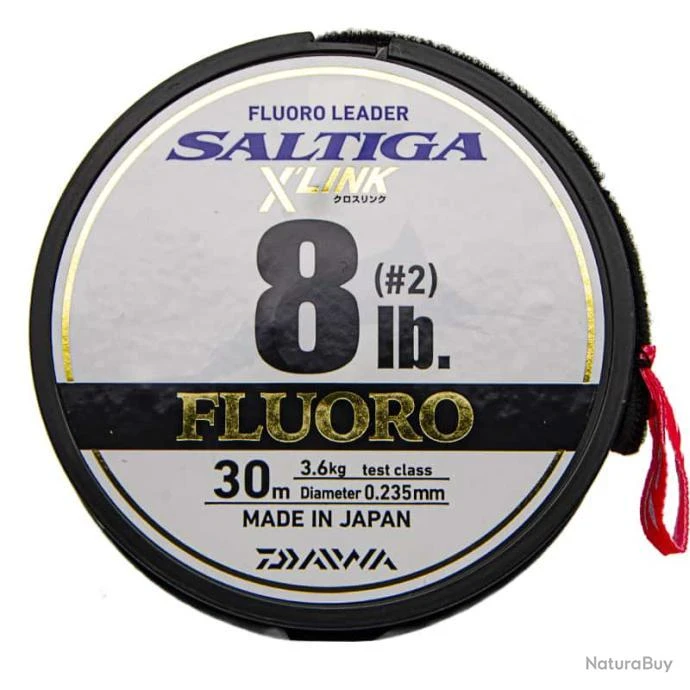 FLUORO LEADER
SALTIGA
X'LINK
クロスリンク
8 (#2)
lb.
FLUORO
30m 3.6kg test class
Diameter 0.235mm
MADE IN JAPAN
DAIWA
NaturaBuy